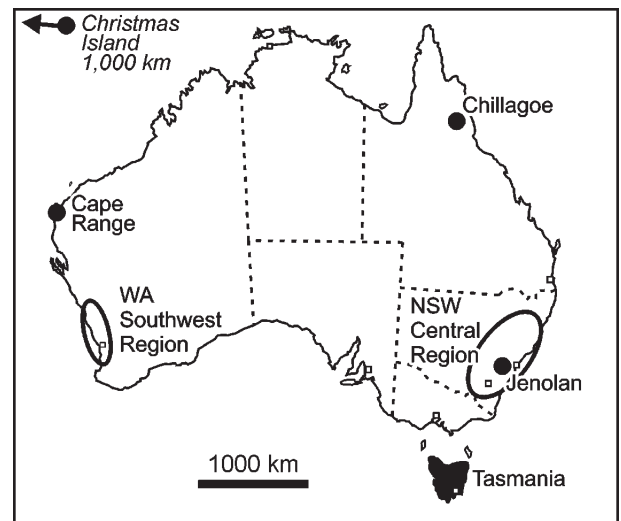 Christmas
Island
1,000 km
Chillagoe
Cape
Range
WA
Southwest
Region
NSW
Central
Region
Jenolan
1000 km
Tasmania